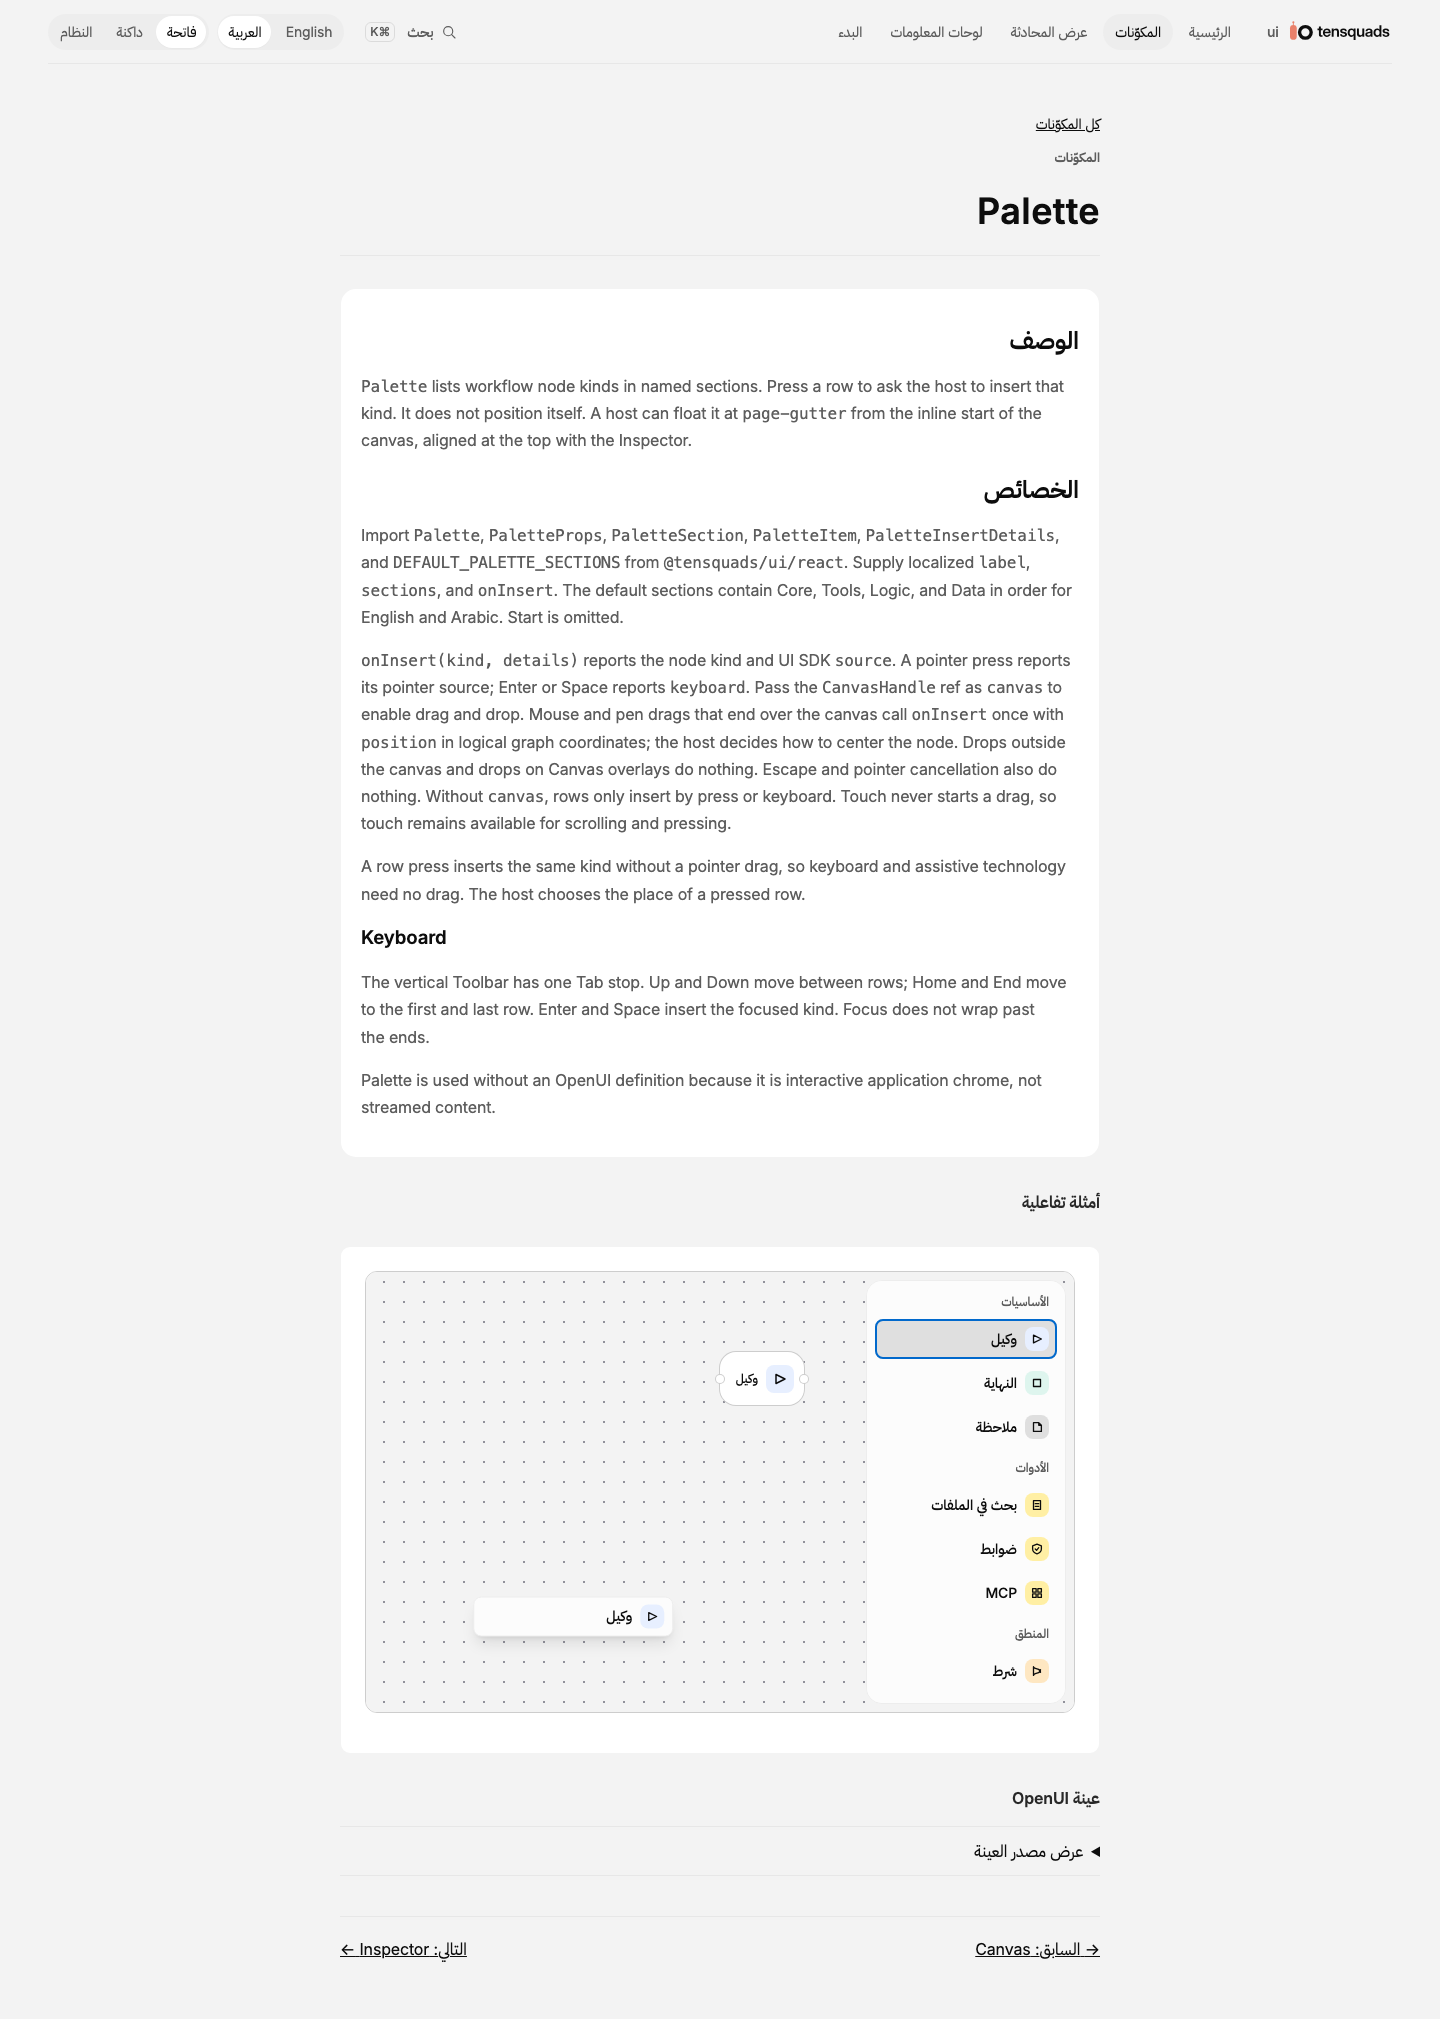 tensquads ui
الرئيسية
المكوّنات
عرض المحادثة
لوحات المعلومات
البدء
بحث
⌘K
English
العربية
فاتحة
داكنة
النظام
كل المكوّنات
المكوّنات
Palette
الوصف
Palette lists workflow node kinds in named sections. Press a row to ask the host to insert that
kind. It does not position itself. A host can float it at page-gutter from the inline start of the
canvas, aligned at the top with the Inspector.
الخصائص
Import Palette, PaletteProps, PaletteSection, PaletteItem, PaletteInsertDetails,
and DEFAULT_PALETTE_SECTIONS from @tensquads/ui/react. Supply localized label,
sections, and onInsert. The default sections contain Core, Tools, Logic, and Data in order for
English and Arabic. Start is omitted.
onInsert(kind, details) reports the node kind and UI SDK source. A pointer press reports
its pointer source; Enter or Space reports keyboard. Pass the CanvasHandle ref as canvas to
enable drag and drop. Mouse and pen drags that end over the canvas call onInsert once with
position in logical graph coordinates; the host decides how to center the node. Drops outside
the canvas and drops on Canvas overlays do nothing. Escape and pointer cancellation also do
nothing. Without canvas, rows only insert by press or keyboard. Touch never starts a drag, so
touch remains available for scrolling and pressing.
A row press inserts the same kind without a pointer drag, so keyboard and assistive technology
need no drag. The host chooses the place of a pressed row.
Keyboard
The vertical Toolbar has one Tab stop. Up and Down move between rows; Home and End move
to the first and last row. Enter and Space insert the focused kind. Focus does not wrap past
the ends.
Palette is used without an OpenUI definition because it is interactive application chrome, not
streamed content.
أمثلة تفاعلية
الأساسيات
وكيل
النهاية
ملاحظة
الأدوات
بحث في الملفات
ضوابط
MCP
المنطق
شرط
وكيل
وكيل
عينة OpenUI
عرض مصدر العينة
→ السابق: Canvas
التالي: Inspector ←